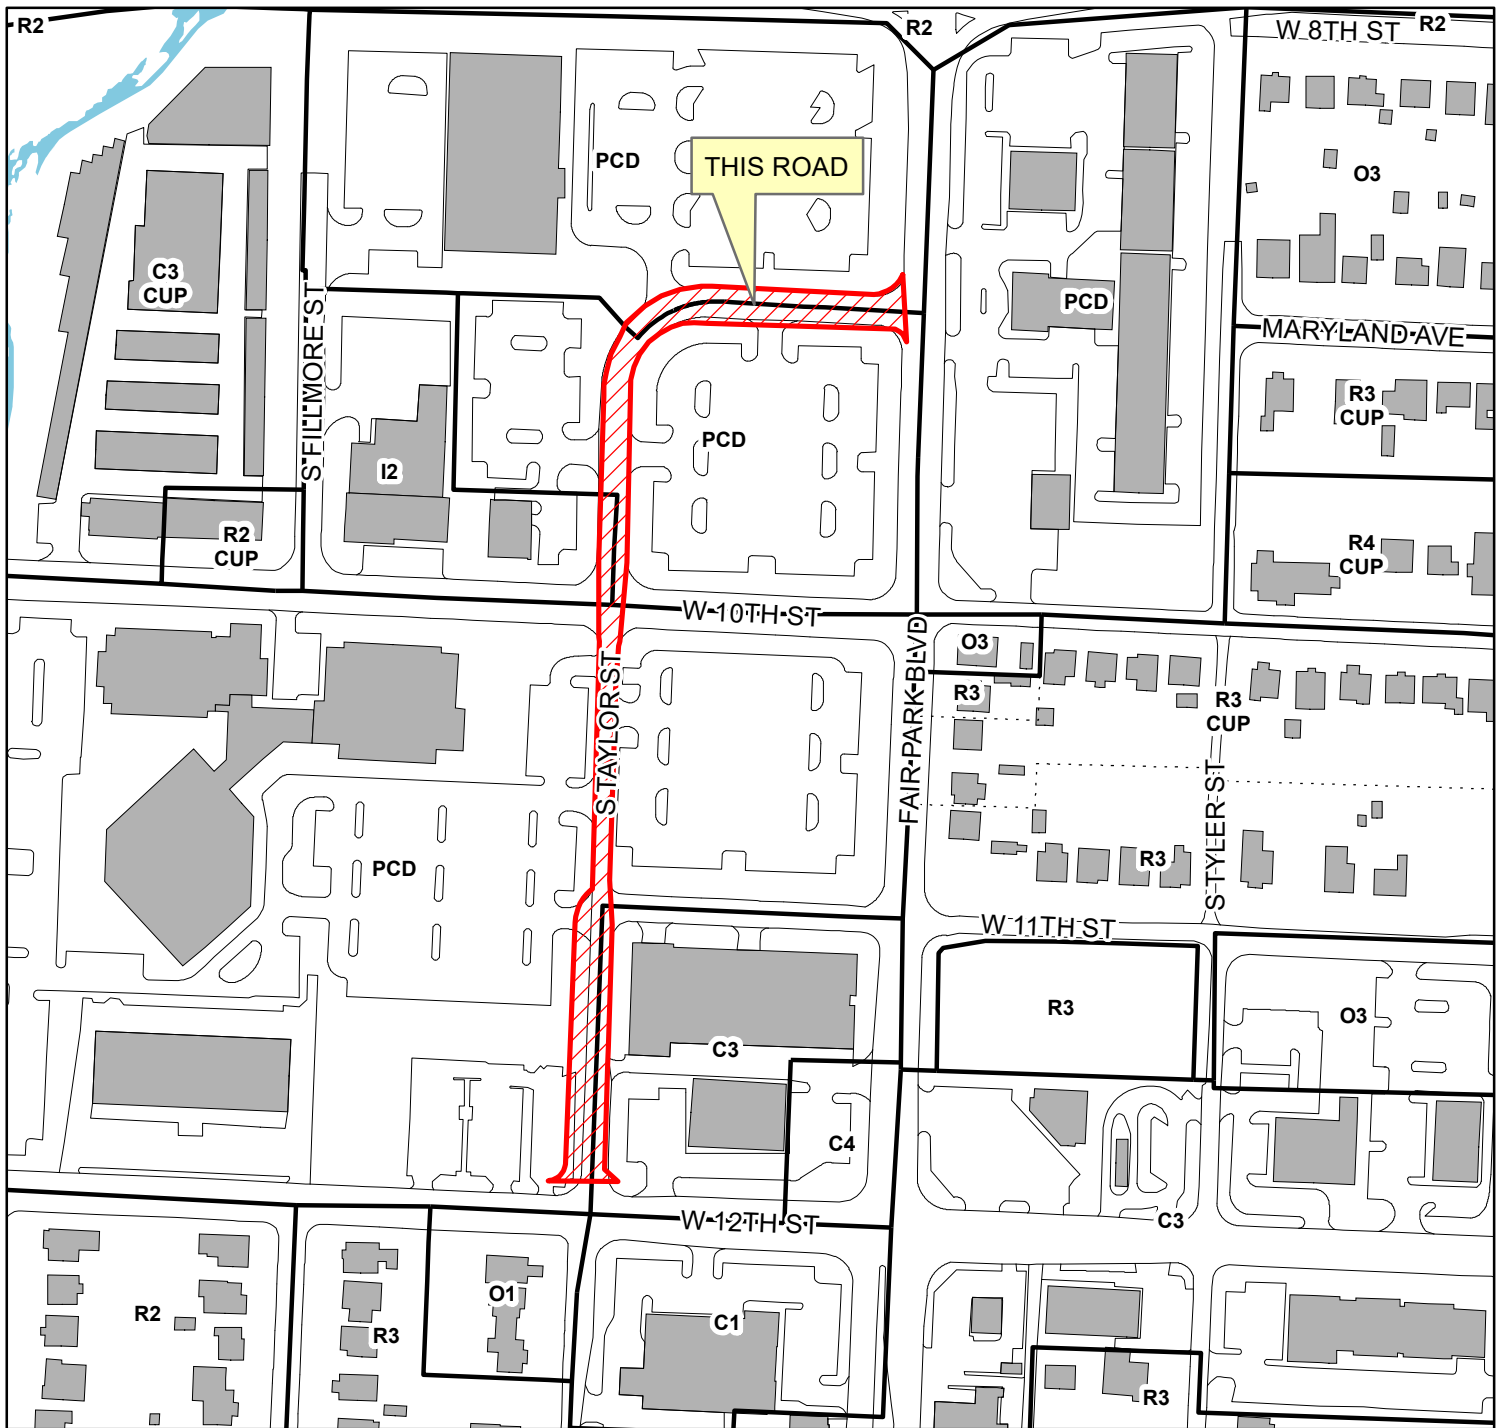 R2
R2
R2
W 8TH ST
PCD
THIS ROAD
O3
C3
CUP
PCD
S FILLMORE ST
MARYLAND AVE
R3
CUP
PCD
I2
R2
CUP
R4
CUP
W 10TH ST
FAIR PARK BLVD
O3
S TAYLOR ST
R3
R3
CUP
S TYLER ST
PCD
R3
W 11TH ST
R3
O3
C3
C4
W 12TH ST
C3
O1
R2
R3
C1
R3